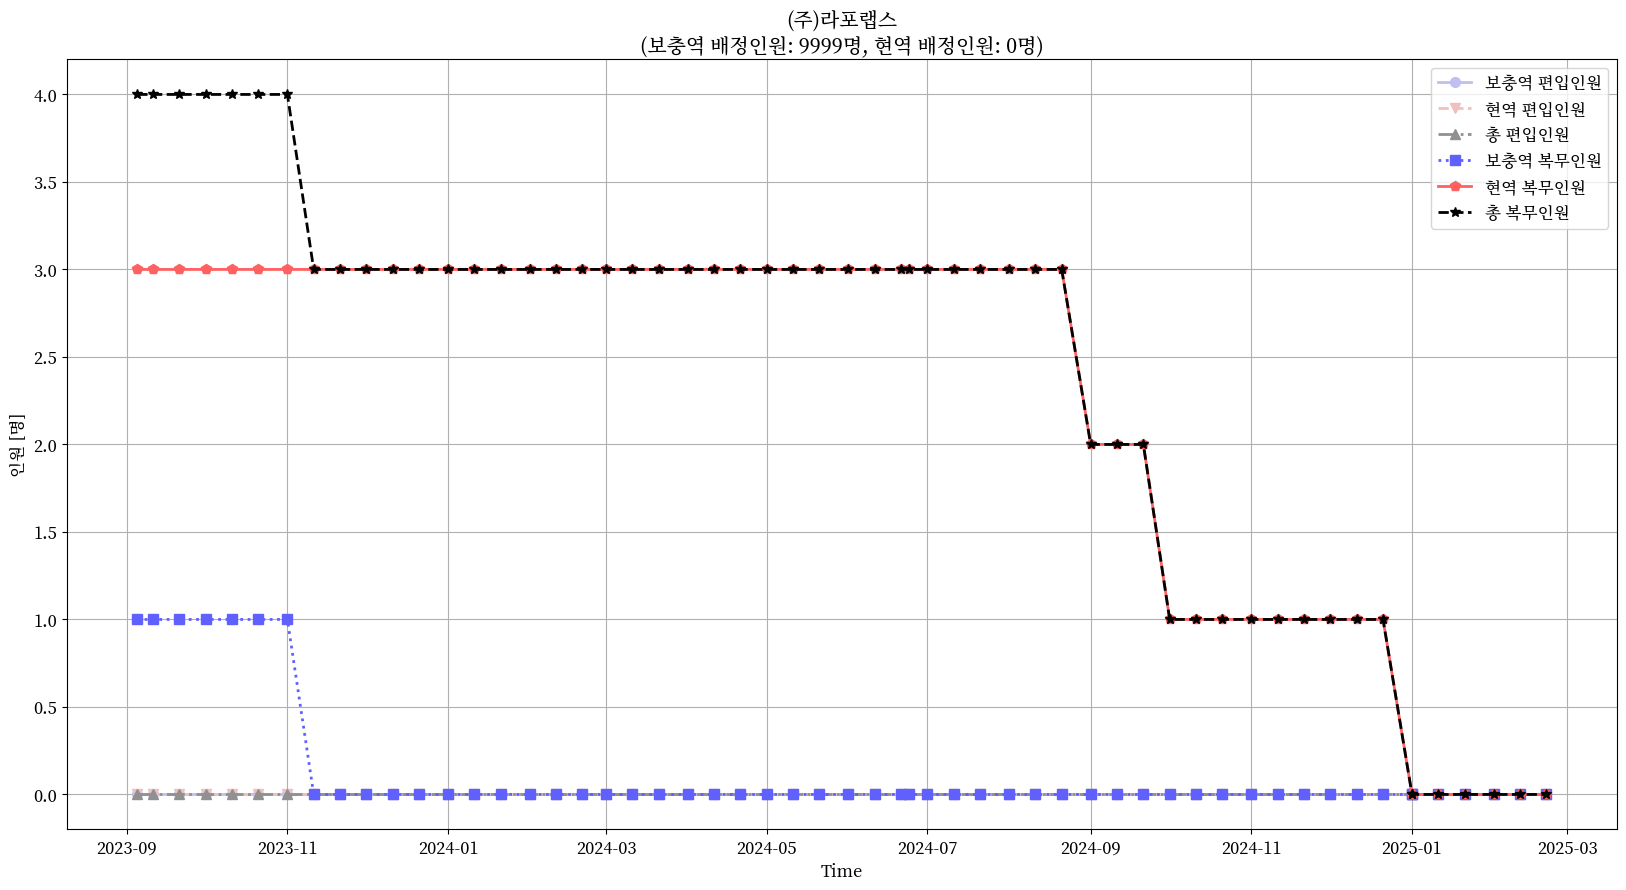 (주)라포랩스
(보충역 배정인원: 9999명, 현역 배정인원: 0명)
보충역 편입인원
현역 편입인원
총 편입인원
보충역 복무인원
현역 복무인원
총 복무인원
인원 [명]
4.0
3.5
3.0
2.5
2.0
1.5
1.0
0.5
0.0
2023-09 2023-11 2024-01 2024-03 2024-05 2024-07 2024-09 2024-11 2025-01 2025-03
Time